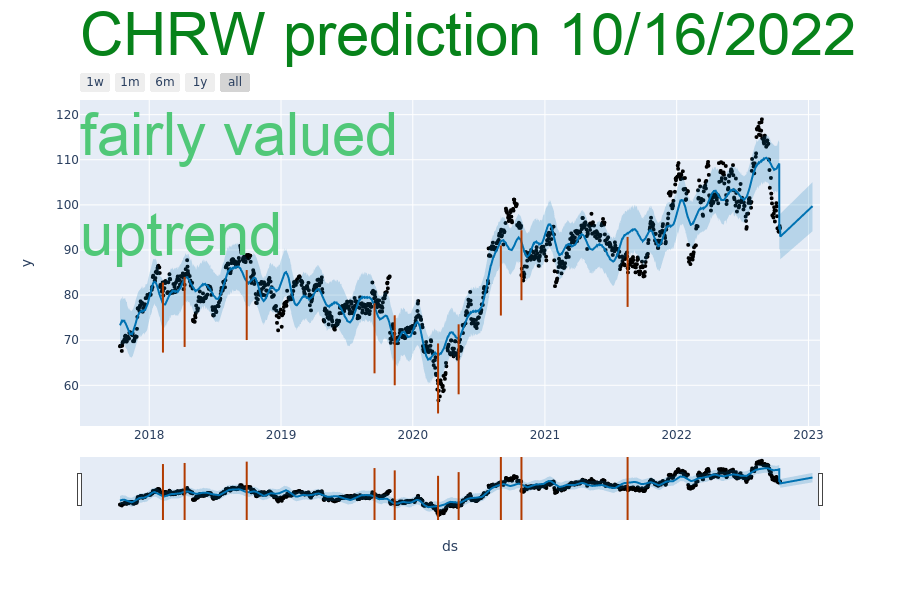 CHRW prediction 10/16/2022
1w 1m 6m 1y all
fairly valued
uptrend
120
110
100
90
80
70
60
y
2018 2019 2020 2021 2022 2023
ds